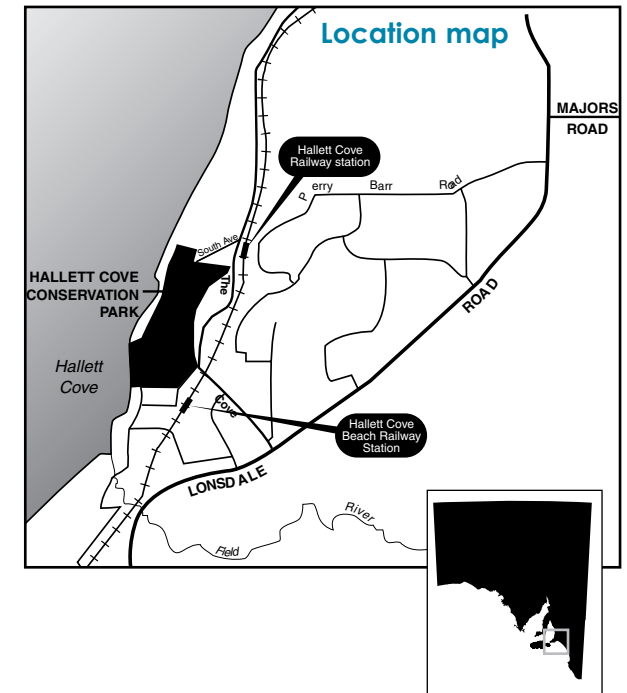 Location map
MAJORS
ROAD
Hallett Cove
Railway station
Perry Barr Road
South Ave
The
HALLETT COVE
CONSERVATION
PARK
ROAD
Hallett
Cove
Cove
Hallett Cove
Beach Railway
Station
LONSDALE
River
Field